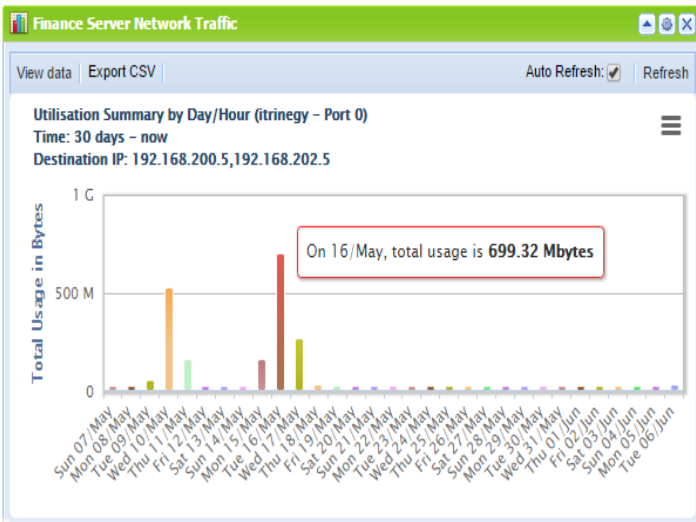 Finance Server Network Traffic
View data Export CSV Auto Refresh: Refresh
Utilisation Summary by Day/Hour (itrinegy - Port 0)
Time: 30 days - now
Destination IP: 192.168.200.5,192.168.202.5
Total Usage in Bytes
1 G
500 M
0
On 16/May, total usage is 699.32 Mbytes
Sun 07/May
Mon 08/May
Tue 09/May
Wed 10/May
Thu 11/May
Fri 12/May
Sat 13/May
Sun 14/May
Mon 15/May
Tue 16/May
Wed 17/May
Thu 18/May
Fri 19/May
Sat 20/May
Sun 21/May
Mon 22/May
Tue 23/May
Wed 24/May
Thu 25/May
Fri 26/May
Sat 27/May
Sun 28/May
Mon 29/May
Tue 30/May
Wed 31/May
Thu 01/Jun
Fri 02/Jun
Sat 03/Jun
Sun 04/Jun
Mon 05/Jun
Tue 06/Jun